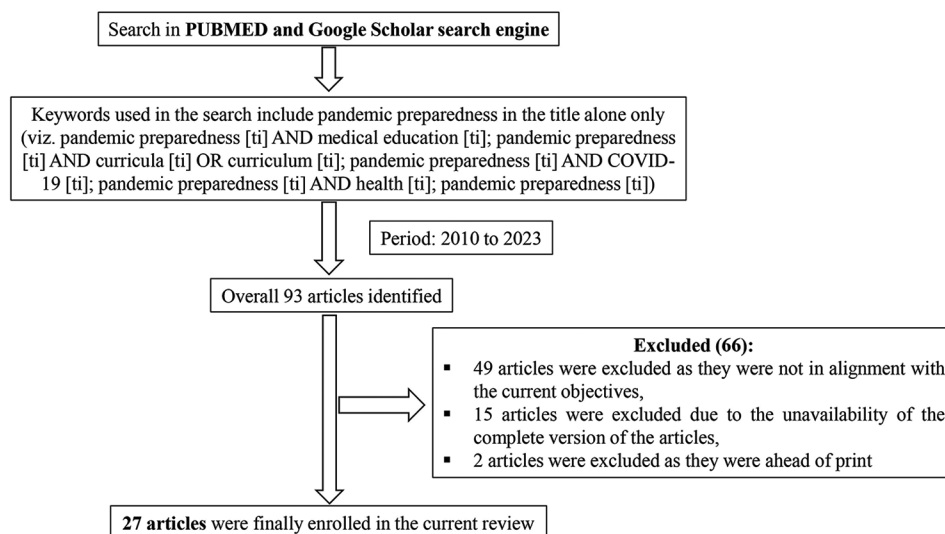 Search in PUBMED and Google Scholar search engine
Keywords used in the search include pandemic preparedness in the title alone only
(viz. pandemic preparedness [ti] AND medical education [ti]; pandemic preparedness
[ti] AND curricula [ti] OR curriculum [ti]; pandemic preparedness [ti] AND COVID-
19 [ti]; pandemic preparedness [ti] AND health [ti]; pandemic preparedness [ti])
Period: 2010 to 2023
Overall 93 articles identified
Excluded (66):
▪ 49 articles were excluded as they were not in alignment with
the current objectives,
▪ 15 articles were excluded due to the unavailability of the
complete version of the articles,
▪ 2 articles were excluded as they were ahead of print
27 articles were finally enrolled in the current review